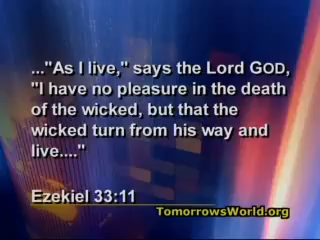 ..."As I live," says the Lord GOD,
"I have no pleasure in the death
of the wicked, but that the
wicked turn from his way and
live...."
Ezekiel 33:11
TomorrowsWorld.org